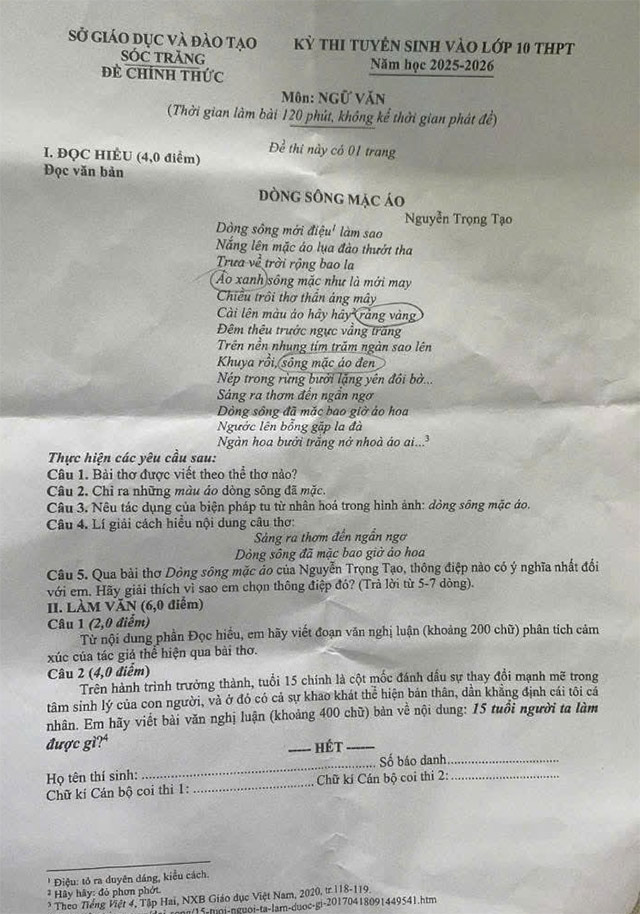 SỞ GIÁO DỤC VÀ ĐÀO TẠO
SÓC TRĂNG
ĐỀ CHÍNH THỨC
KỲ THI TUYỂN SINH VÀO LỚP 10 THPT
Năm học 2025-2026
Môn: NGỮ VĂN
(Thời gian làm bài 120 phút, không kể thời gian phát đề)
Đề thi này có 01 trang
I. ĐỌC HIỂU (4,0 điểm)
Đọc văn bản
DÒNG SÔNG MẶC ÁO
Nguyễn Trọng Tạo
Dòng sông mới điệu¹ làm sao
Nắng lên mặc áo lụa đào thướt tha
Trưa về trời rộng bao la
Áo xanh sông mặc như là mới may
Chiều trôi thơ thẩn áng mây
Cài lên màu áo hây hây² ráng vàng
Đêm thêu trước ngực vầng trăng
Trên nền nhung tím trăm ngàn sao lên
Khuya rồi, sông mặc áo đen
Nép trong rừng bưởi lặng yên đôi bờ...
Sáng ra thơm đến ngẩn ngơ
Dòng sông đã mặc bao giờ áo hoa
Ngước lên bỗng gặp la đà
Ngàn hoa bưởi trắng nở nhoà áo ai...³
Thực hiện các yêu cầu sau:
Câu 1. Bài thơ được viết theo thể thơ nào?
Câu 2. Chỉ ra những màu áo dòng sông đã mặc.
Câu 3. Nêu tác dụng của biện pháp tu từ nhân hoá trong hình ảnh: dòng sông mặc áo.
Câu 4. Lí giải cách hiểu nội dung câu thơ:
Sáng ra thơm đến ngẩn ngơ
Dòng sông đã mặc bao giờ áo hoa
Câu 5. Qua bài thơ Dòng sông mặc áo của Nguyễn Trọng Tạo, thông điệp nào có ý nghĩa nhất đối
với em. Hãy giải thích vì sao em chọn thông điệp đó? (Trả lời từ 5-7 dòng).
II. LÀM VĂN (6,0 điểm)
Câu 1 (2,0 điểm)
Từ nội dung phần Đọc hiểu, em hãy viết đoạn văn nghị luận (khoảng 200 chữ) phân tích cảm
xúc của tác giả thể hiện qua bài thơ.
Câu 2 (4,0 điểm)
Trên hành trình trưởng thành, tuổi 15 chính là cột mốc đánh dấu sự thay đổi mạnh mẽ trong
tâm sinh lý của con người, và ở đó có cả sự khao khát thể hiện bản thân, dần khẳng định cái tôi cá
nhân. Em hãy viết bài văn nghị luận (khoảng 400 chữ) bàn về nội dung: 15 tuổi người ta làm
được gì?⁴
----- HẾT -----
Họ tên thí sinh: ........................ Số báo danh........................
Chữ kí Cán bộ coi thi 1: ........................ Chữ kí Cán bộ coi thi 2: ........................
¹ Điệu: tỏ ra duyên dáng, kiểu cách.
² Hây hây: đỏ phơn phớt.
³ Theo Tiếng Việt 4, Tập Hai, NXB Giáo dục Việt Nam, 2020, tr.118-119.
/15-tuoi-nguoi-ta-lam-duoc-gi-20170418091449541.htm